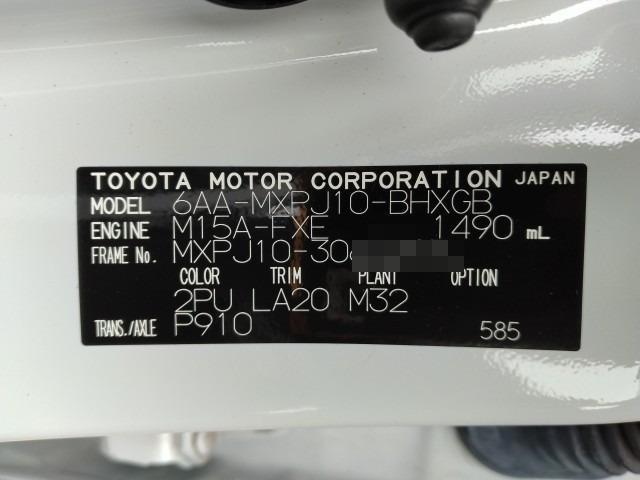 TOYOTA MOTOR CORPORATION JAPAN
MODEL 6AA-MXPJ10-BHXGB
ENGINE M15A-FXE 1490 mL
FRAME No. MXPJ10-306
COLOR TRIM PLANT OPTION
2PU LA20 M32
TRANS./AXLE P910 585